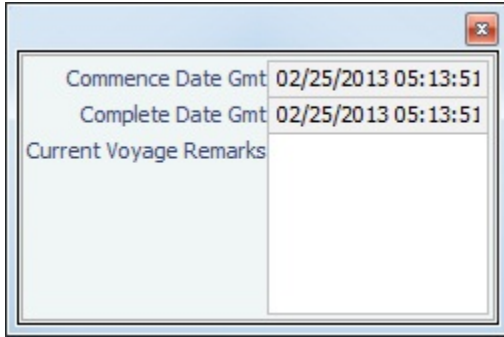 Commence Date Gmt 02/25/2013 05:13:51
Complete Date Gmt 02/25/2013 05:13:51
Current Voyage Remarks